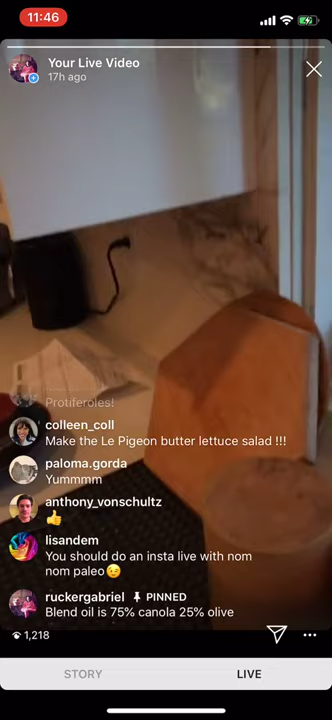 11:46
Your Live Video
17h ago
Protiferoles!
colleen_coll
Make the Le Pigeon butter lettuce salad !!!
paloma.gorda
Yummmm
anthony_vonschultz
👍
lisandem
You should do an insta live with nom
nom paleo😉
ruckergabriel PINNED
Blend oil is 75% canola 25% olive
1,218
STORY
LIVE